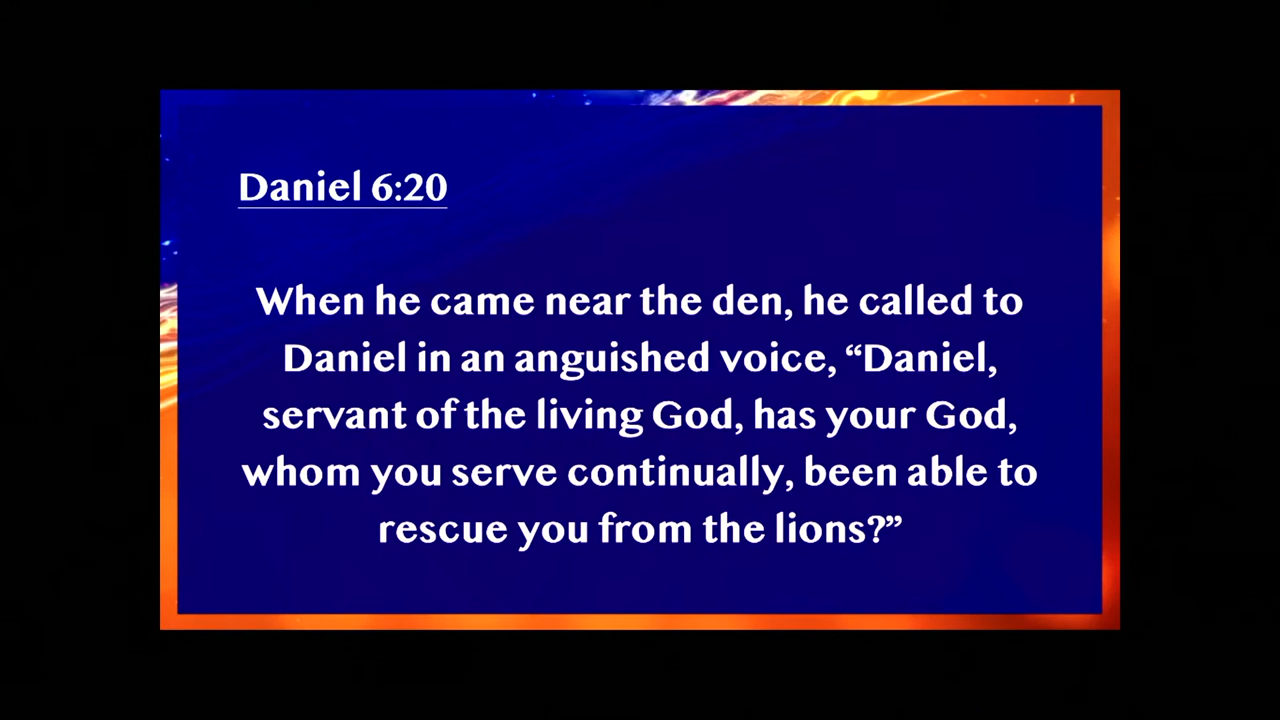 Daniel 6:20
When he came near the den, he called to
Daniel in an anguished voice, “Daniel,
servant of the living God, has your God,
whom you serve continually, been able to
rescue you from the lions?”